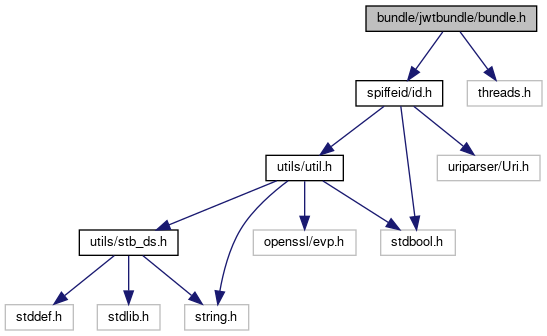 bundle/jwtbundle/bundle.h
spiffeid/id.h
threads.h
utils/util.h
uriparser/Uri.h
utils/stb_ds.h
openssl/evp.h
stdbool.h
stddef.h
stdlib.h
string.h